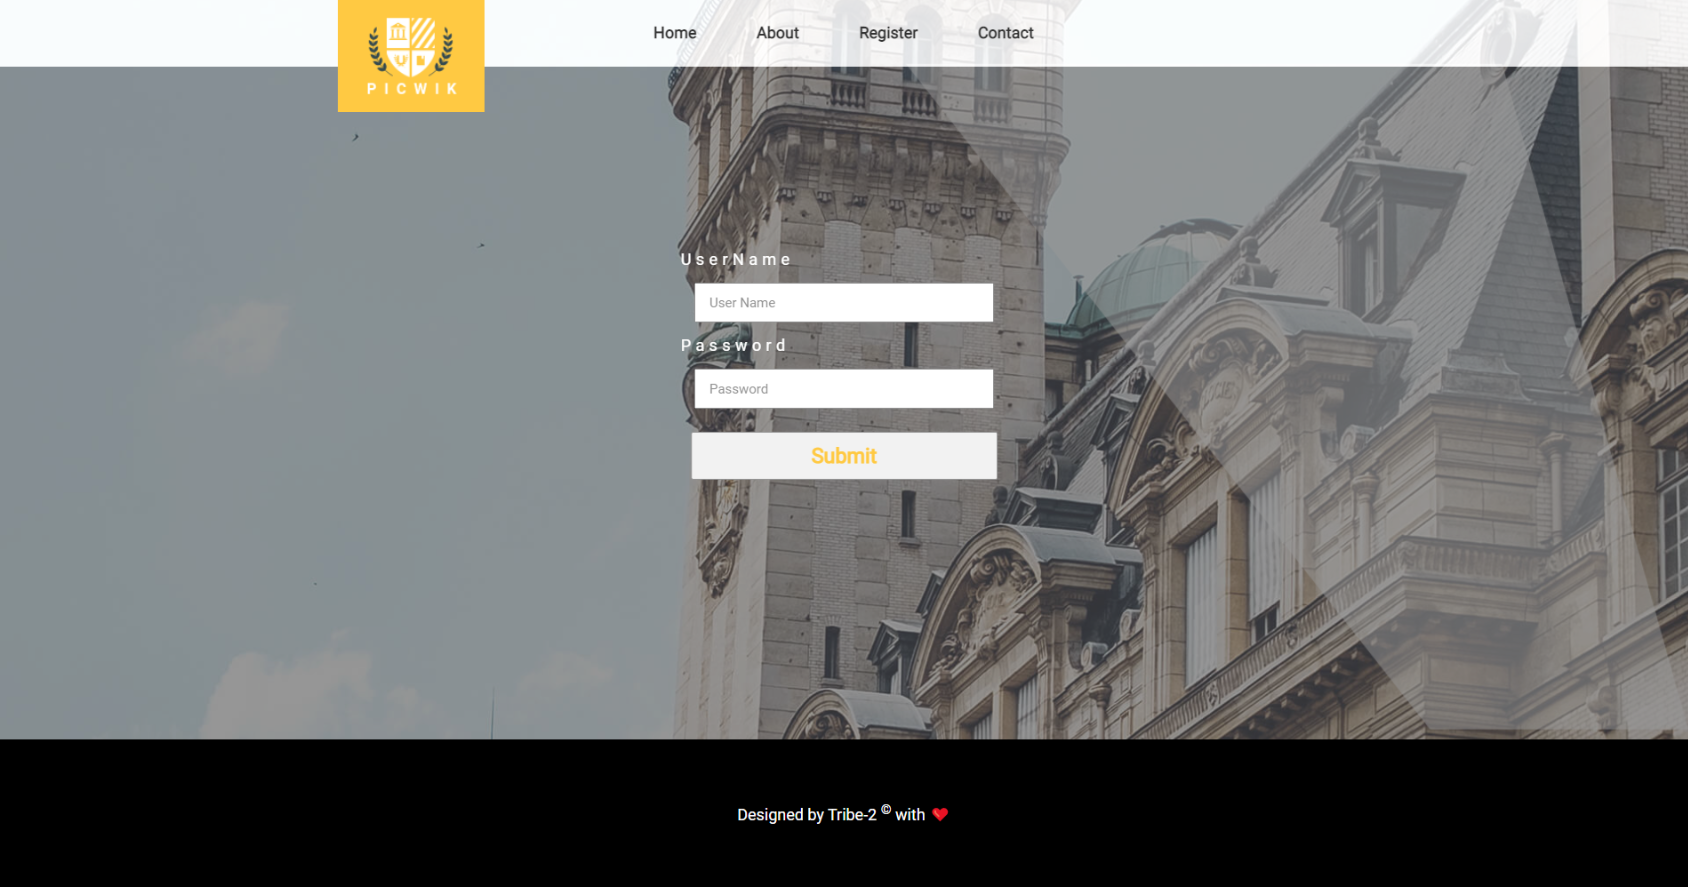 PICWIK
Home About Register Contact
UserName
User Name
Password
Password
Submit
Designed by Tribe-2 © with ❤